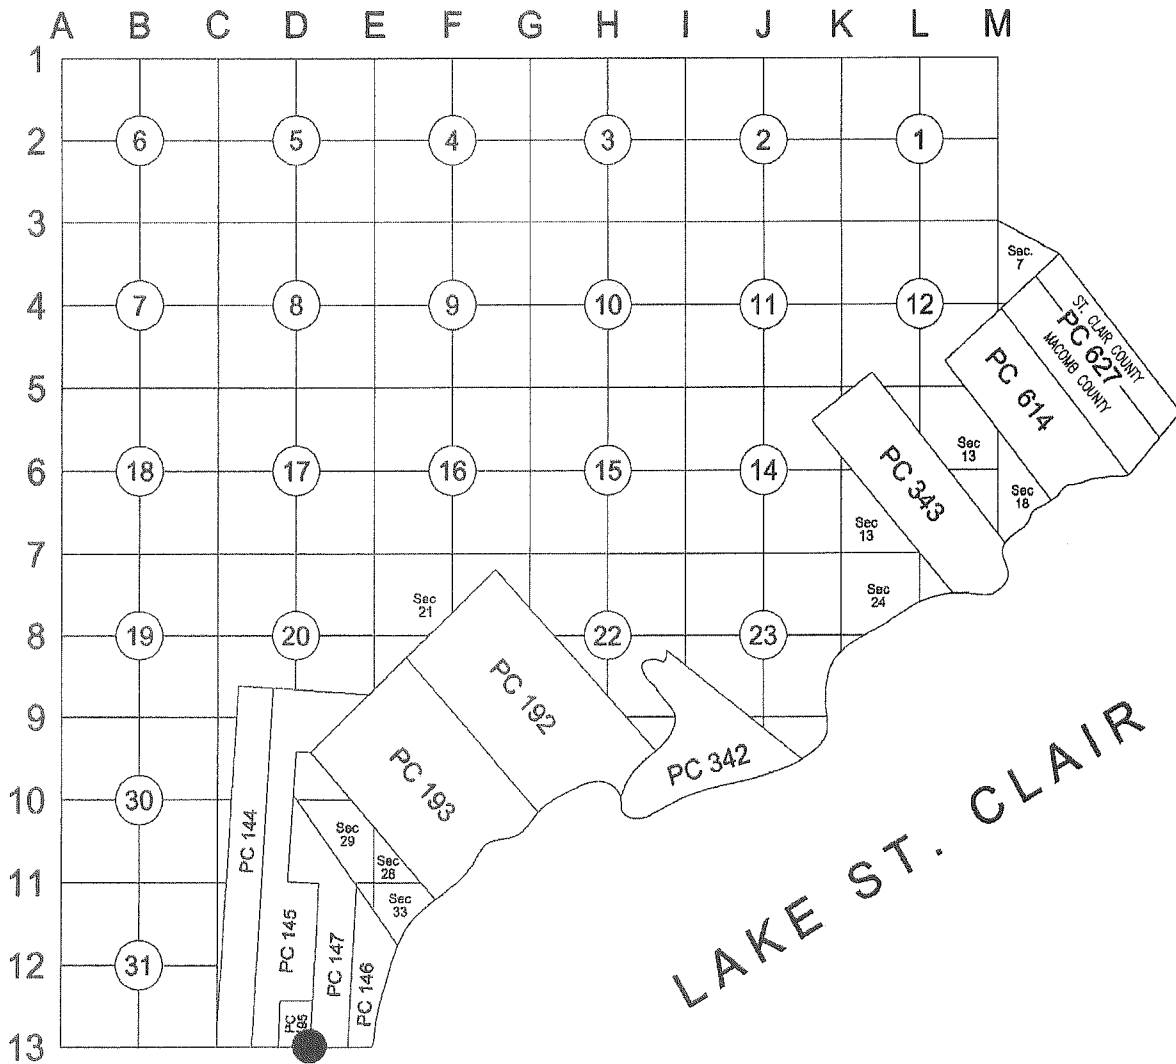 A B C D E F G H I J K L M
1
2 6 5 4 3 2 1
3
Sec.
7
4 7 8 9 10 11 12
ST. CLAIR COUNTY
PC 627
MACOMB COUNTY
PC 614
5
6 18 17 16 15 14
Sec
13
PC 343
Sec
18
Sec
13
7
Sec
24
Sec
21
8 19 20 22 23
PC 192
9
PC 342
PC 193
10 30
PC 144
Sec
29
Sec
28
11
Sec
33
PC 145
PC 147
PC 146
12 31
PC
13
LAKE ST. CLAIR